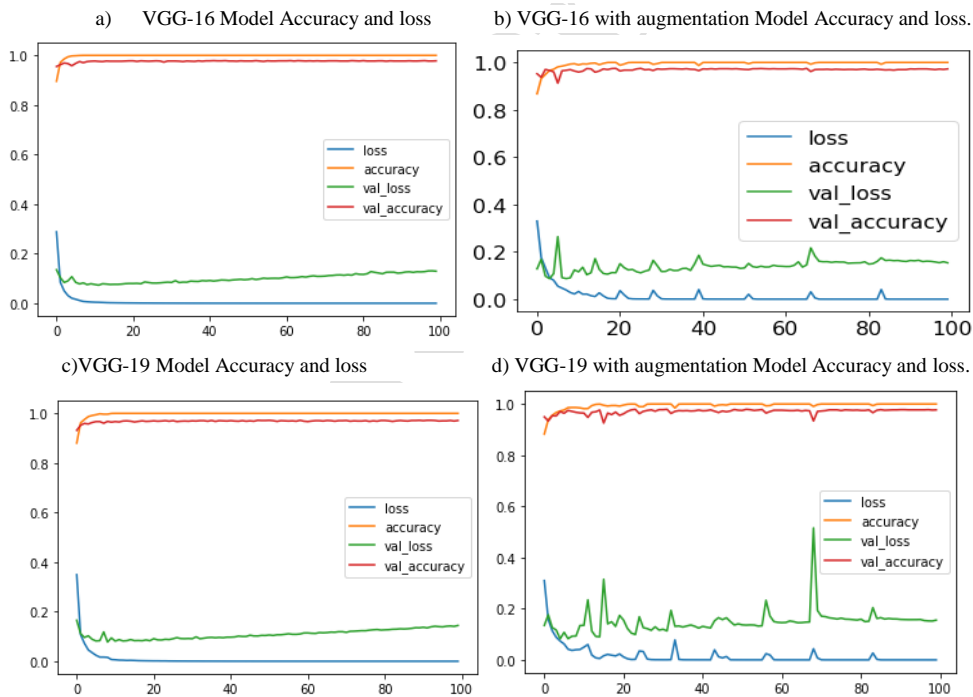 a) VGG-16 Model Accuracy and loss
b) VGG-16 with augmentation Model Accuracy and loss.
1.0
0.8
0.6
0.4
0.2
0.0
0 20 40 60 80 100
loss
accuracy
val_loss
val_accuracy
1.0
0.8
0.6
0.4
0.2
0.0
0 20 40 60 80 100
loss
accuracy
val_loss
val_accuracy
c)VGG-19 Model Accuracy and loss
d) VGG-19 with augmentation Model Accuracy and loss.
1.0
0.8
0.6
0.4
0.2
0.0
0 20 40 60 80 100
loss
accuracy
val_loss
val_accuracy
1.0
0.8
0.6
0.4
0.2
0.0
0 20 40 60 80 100
loss
accuracy
val_loss
val_accuracy